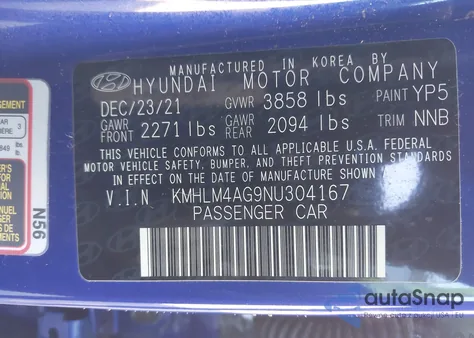 MANUFACTURED IN KOREA BY
HYUNDAI MOTOR COMPANY
DEC/23/21 GVWR 3858 lbs PAINT YP5
GAWR FRONT 2271 lbs GAWR REAR 2094 lbs TRIM NNB
THIS VEHICLE CONFORMS TO ALL APPLICABLE FEDERAL
MOTOR VEHICLE SAFETY, BUMPER, AND THEFT PREVENTION STANDARDS
IN EFFECT ON THE DATE OF MANUFACTURE SHOWN ABOVE.
V.I.N. KMHLM4AG9NU304167
PASSENGER CAR
N56
autoSnap